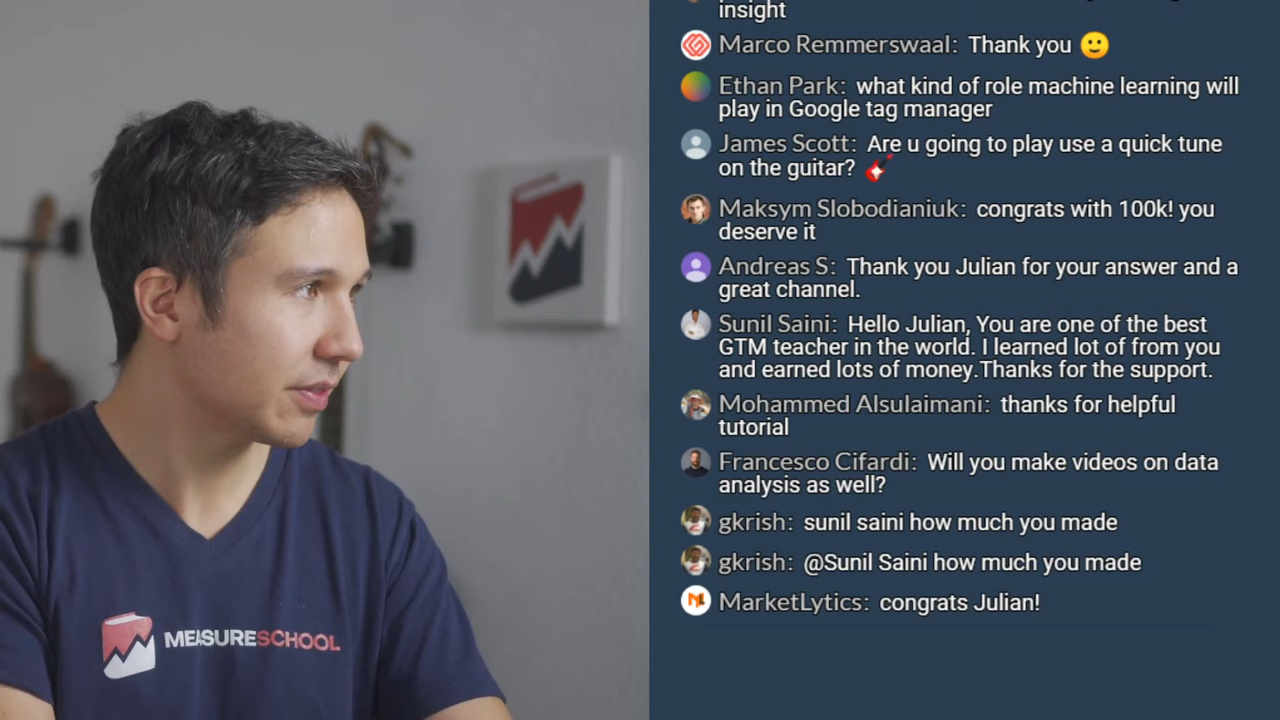 insight
Marco Remmerswaal: Thank you 🙂
Ethan Park: what kind of role machine learning will
play in Google tag manager
James Scott: Are u going to play use a quick tune
on the guitar? 🎸
Maksym Slobodianiuk: congrats with 100k! you
deserve it
Andreas S: Thank you Julian for your answer and a
great channel.
Sunil Saini: Hello Julian, You are one of the best
GTM teacher in the world. I learned lot of from you
and earned lots of money.Thanks for the support.
Mohammed Alsulaimani: thanks for helpful
tutorial
Francesco Cifardi: Will you make videos on data
analysis as well?
gkrish: sunil saini how much you made
gkrish: @Sunil Saini how much you made
MarketLytics: congrats Julian!
MEASURESCHOOL.